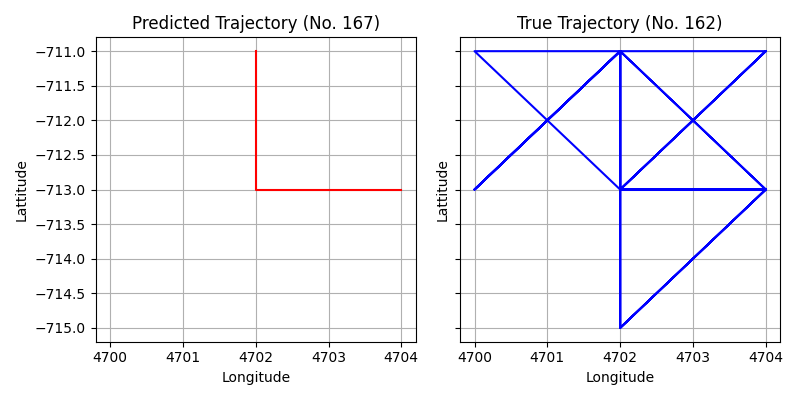 Predicted Trajectory (No. 167)
True Trajectory (No. 162)
−711.0
−711.5
−712.0
−712.5
−713.0
−713.5
−714.0
−714.5
−715.0
Lattitude
Lattitude
4700 4701 4702 4703 4704
4700 4701 4702 4703 4704
Longitude
Longitude